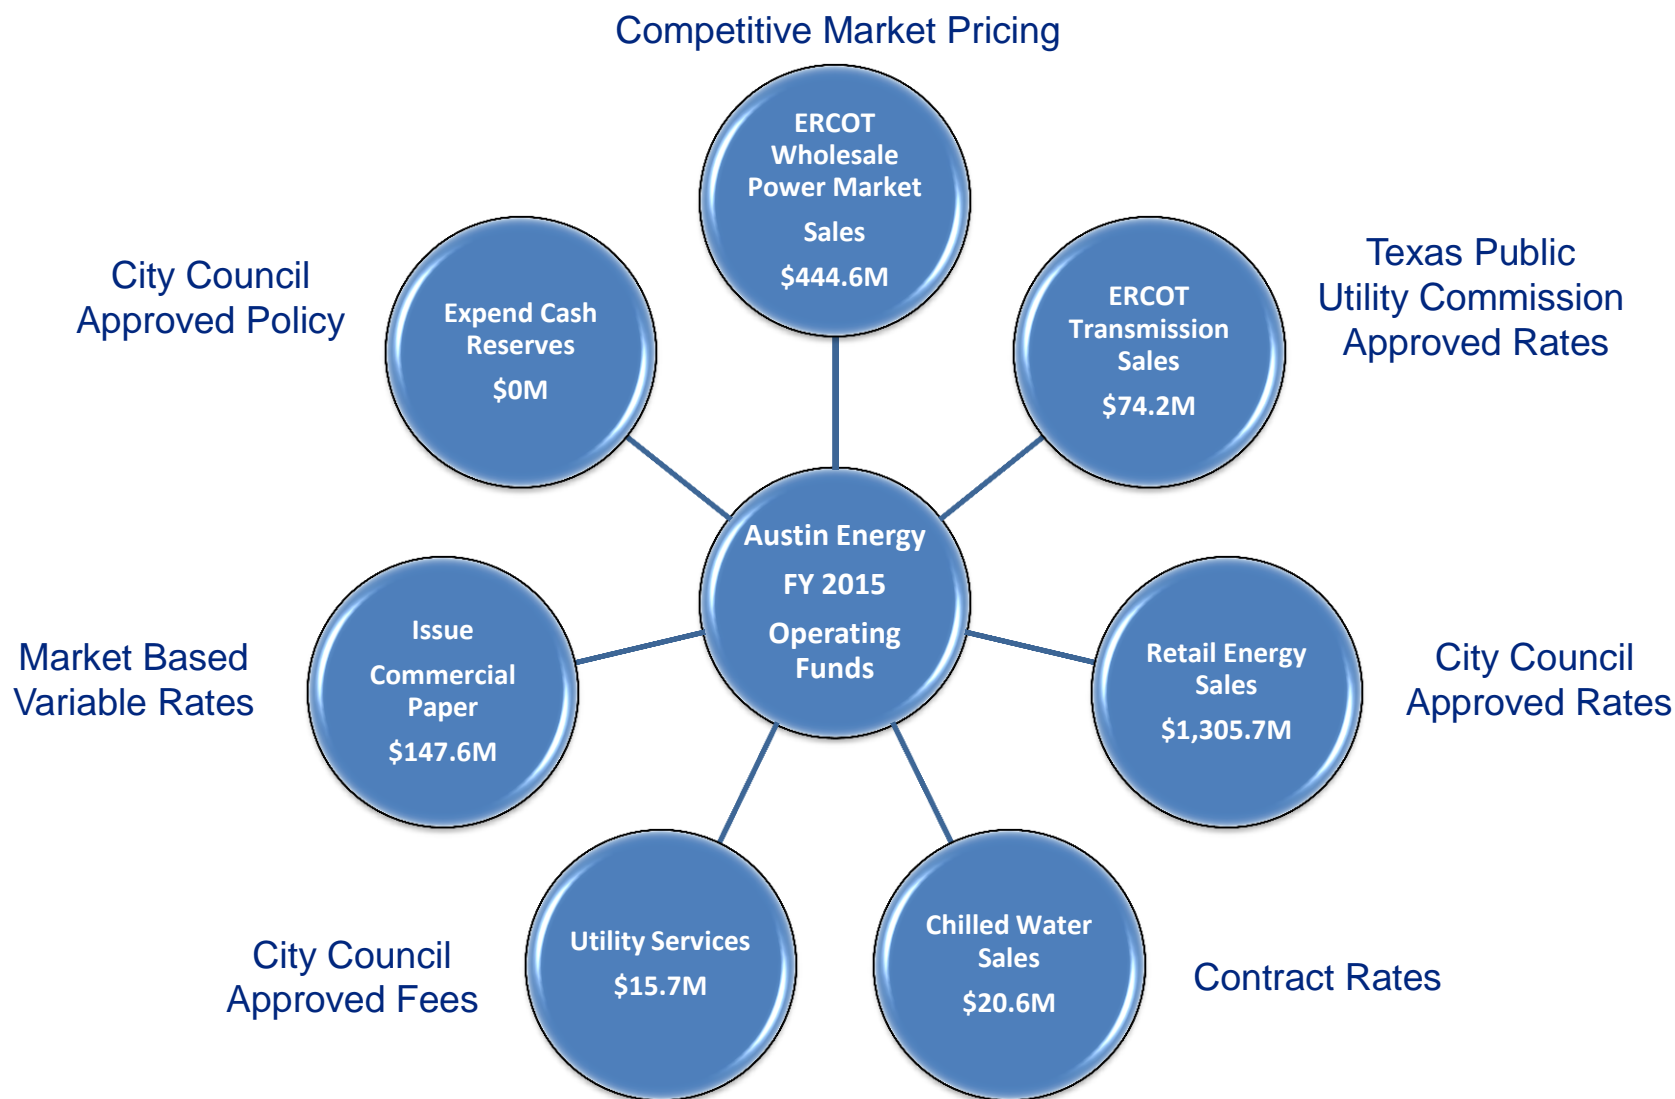 Competitive Market Pricing
ERCOT
Wholesale
Power Market
Sales
$444.6M
City Council
Approved Policy
Expend Cash
Reserves
$0M
ERCOT
Transmission
Sales
$74.2M
Texas Public
Utility Commission
Approved Rates
Austin Energy
FY 2015
Operating
Funds
Market Based
Variable Rates
Issue
Commercial
Paper
$147.6M
Retail Energy
Sales
$1,305.7M
City Council
Approved Rates
City Council
Approved Fees
Utility Services
$15.7M
Chilled Water
Sales
$20.6M
Contract Rates